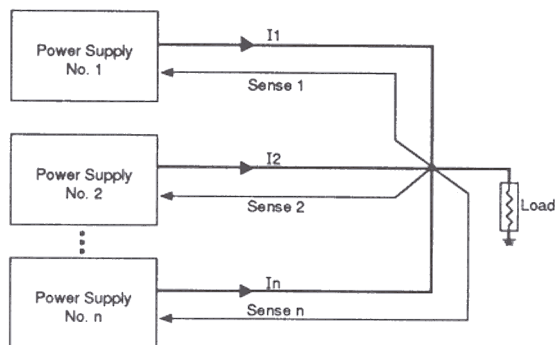 Power Supply
No. 1
I1
Sense 1
Power Supply
No. 2
I2
Sense 2
Load
Power Supply
No. n
In
Sense n